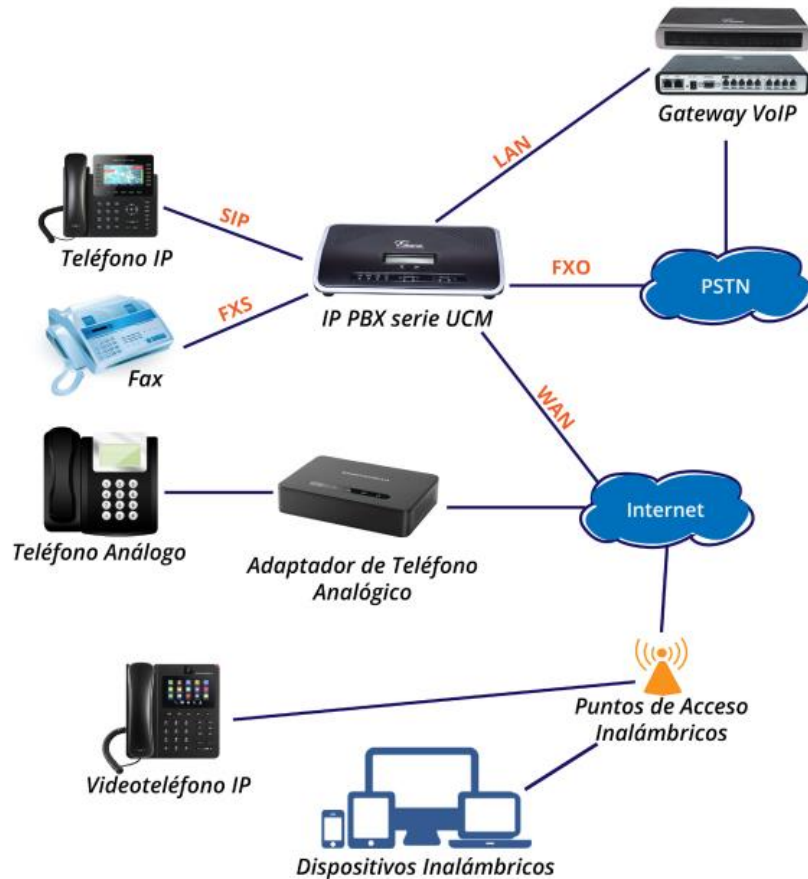 Gateway VoIP
LAN
SIP
Teléfono IP
FXO
PSTN
IP PBX serie UCM
FXS
Fax
WAN
Internet
Teléfono Análogo
Adaptador de Teléfono
Analógico
Puntos de Acceso
Inalámbricos
Videoteléfono IP
Dispositivos Inalámbricos